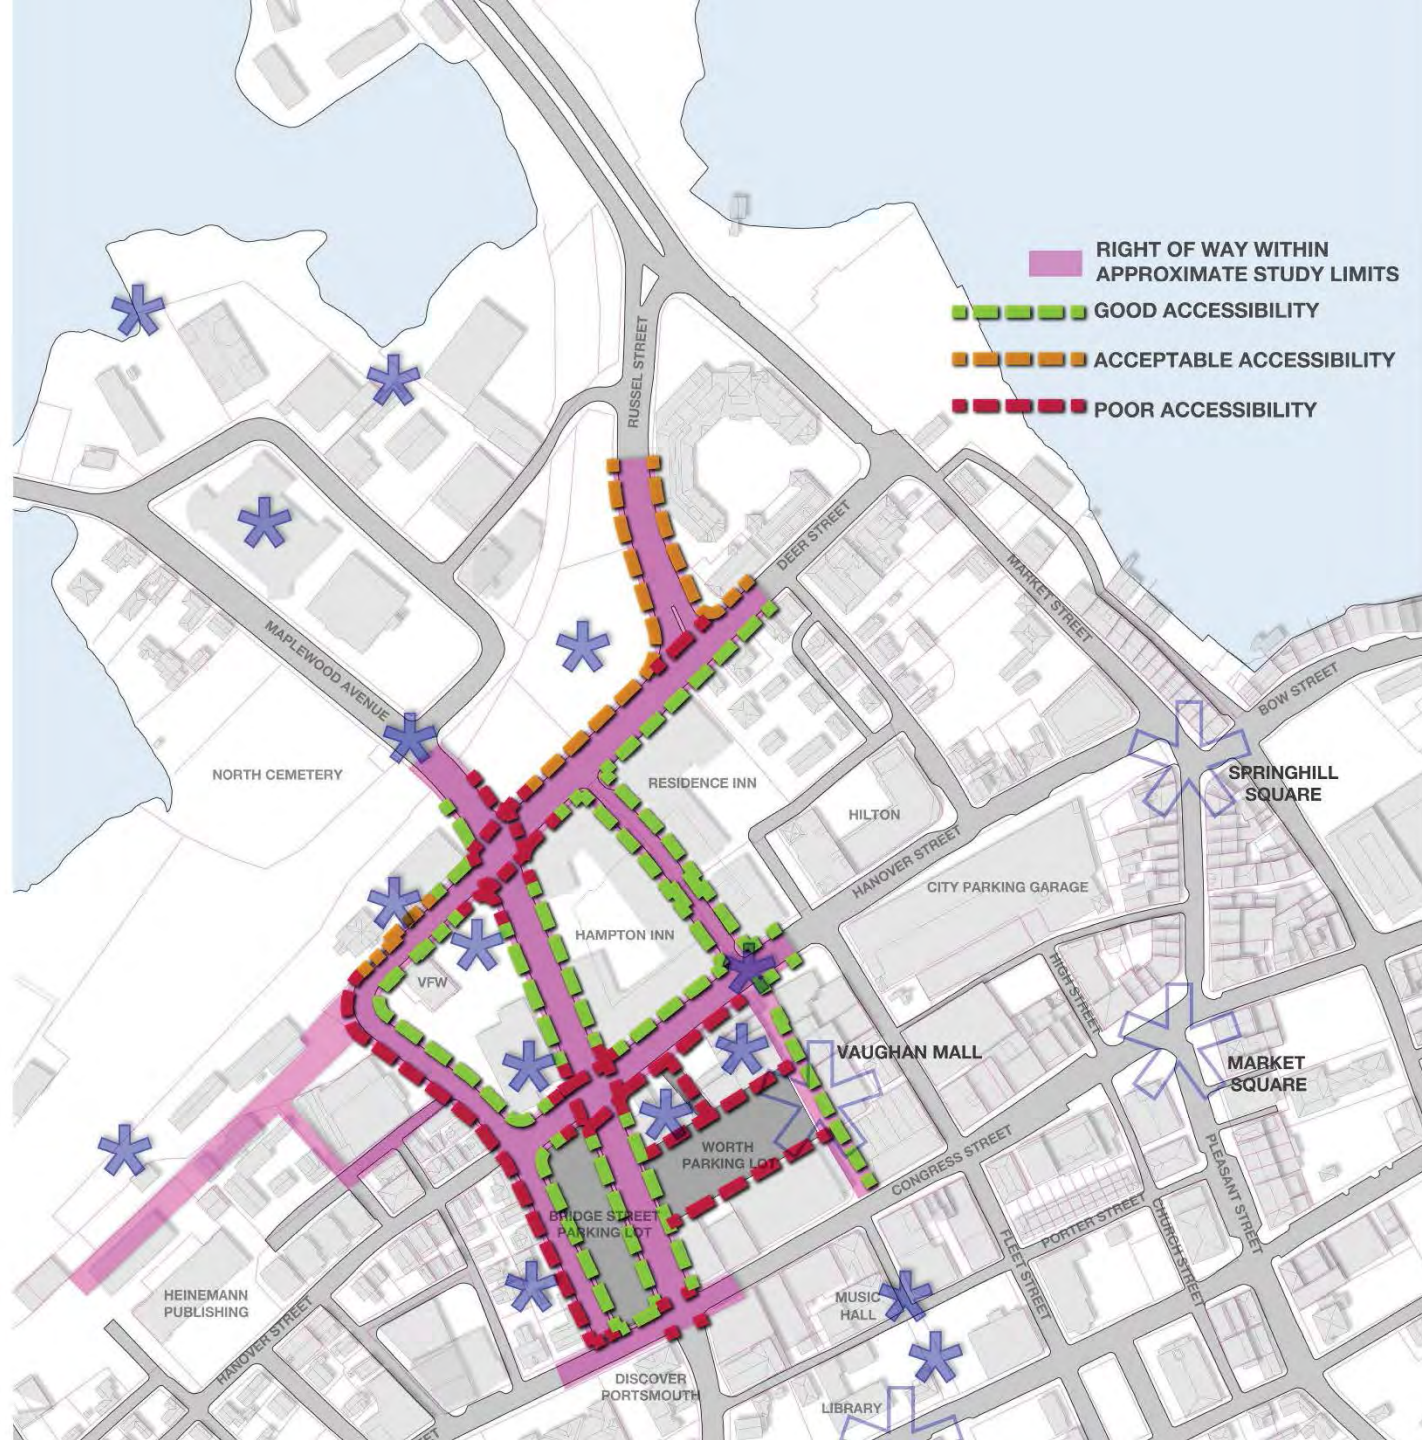 RIGHT OF WAY WITHIN
APPROXIMATE STUDY LIMITS
GOOD ACCESSIBILITY
ACCEPTABLE ACCESSIBILITY
POOR ACCESSIBILITY
RUSSEL STREET
DEER STREET
MARKET STREET
MAPLEWOOD AVENUE
BOW STREET
NORTH CEMETERY
RESIDENCE INN
SPRINGHILL
SQUARE
HILTON
HANOVER STREET
CITY PARKING GARAGE
HAMPTON INN
VFW
HIGH STREET
VAUGHAN MALL
MARKET
SQUARE
WORTH
PARKING LOT
CONGRESS STREET
PLEASANT STREET
BRIDGE STREET
PARKING LOT
PORTER STREET
CHURCH STREET
FLEET STREET
HEINEMANN
PUBLISHING
MUSIC
HALL
HANOVER STREET
DISCOVER
PORTSMOUTH
LIBRARY
ET